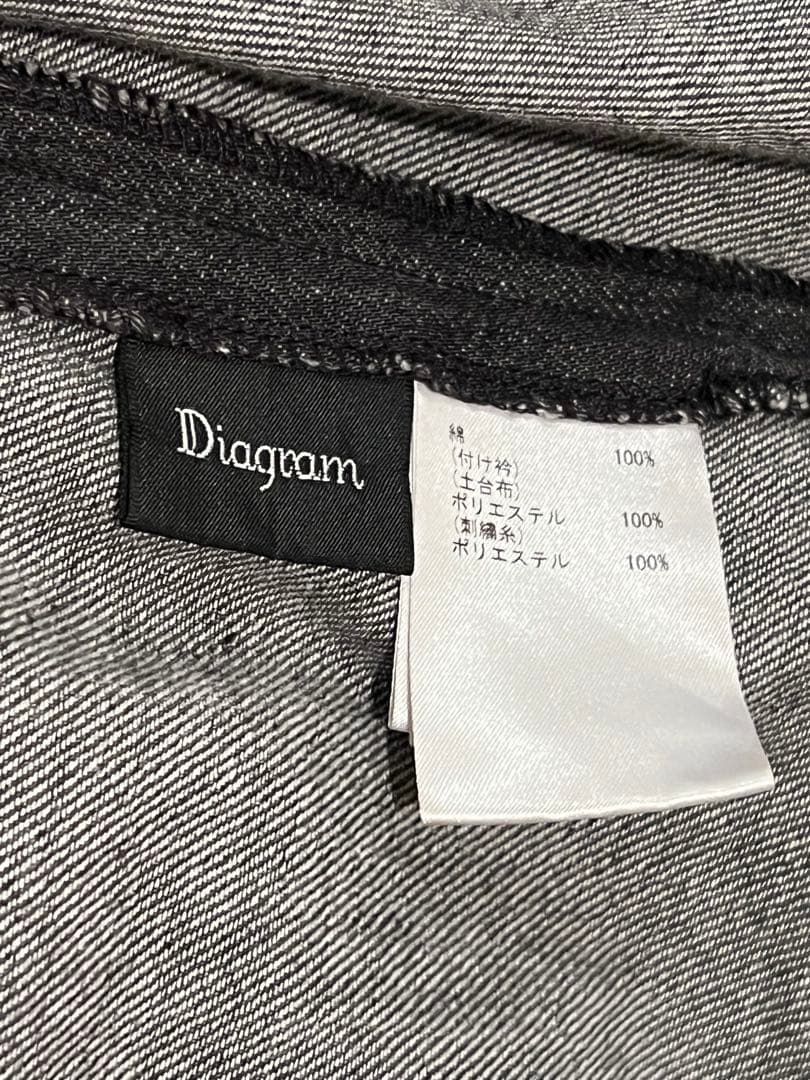 Diagram
綿 100%
(付け衿)
(土台布)
ポリエステル 100%
(刺繍糸)
ポリエステル 100%